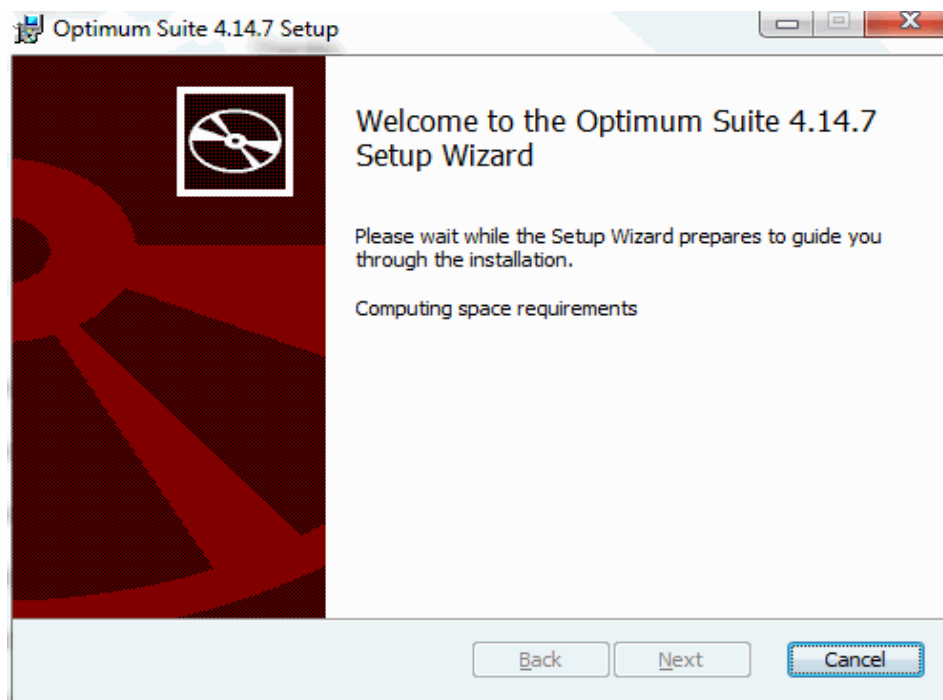 Optimum Suite 4.14.7 Setup
Welcome to the Optimum Suite 4.14.7
Setup Wizard
Please wait while the Setup Wizard prepares to guide you
through the installation.
Computing space requirements
Back Next Cancel